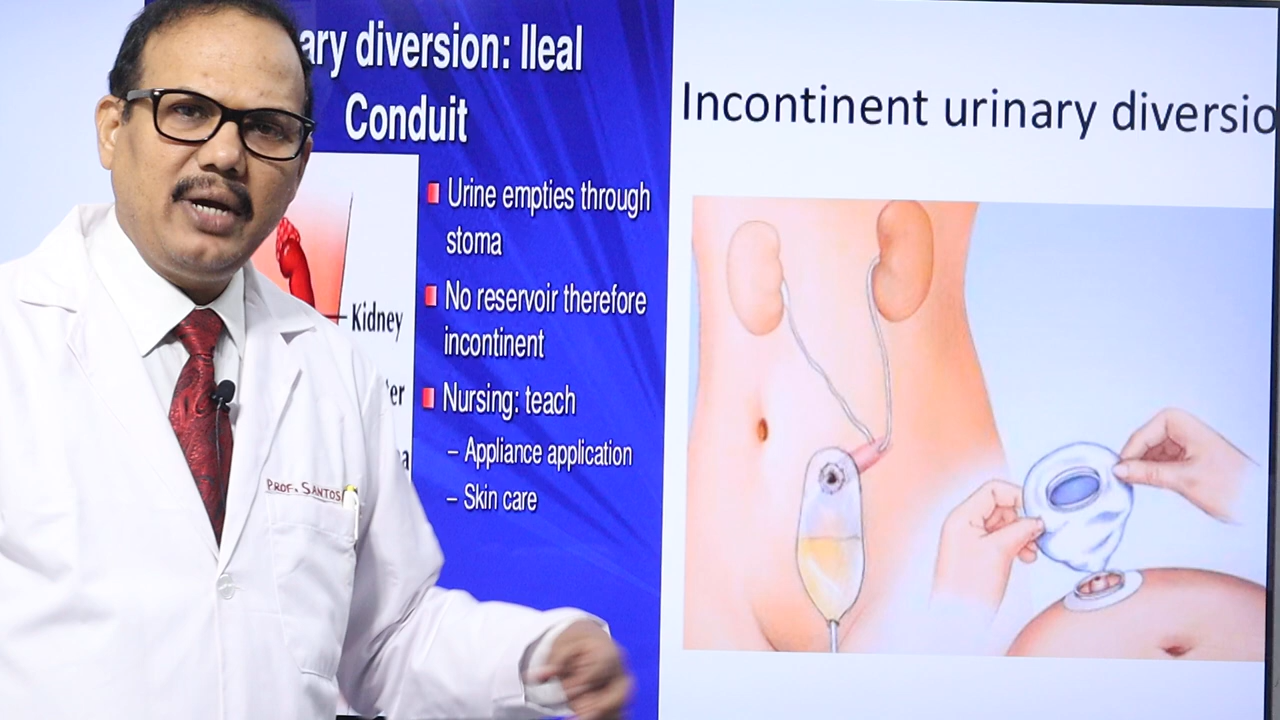 ary diversion: Ileal
Conduit
Urine empties through
stoma
No reservoir therefore
incontinent
Nursing: teach
– Appliance application
– Skin care
Kidney
Incontinent urinary diversio
PROF. SANTOS